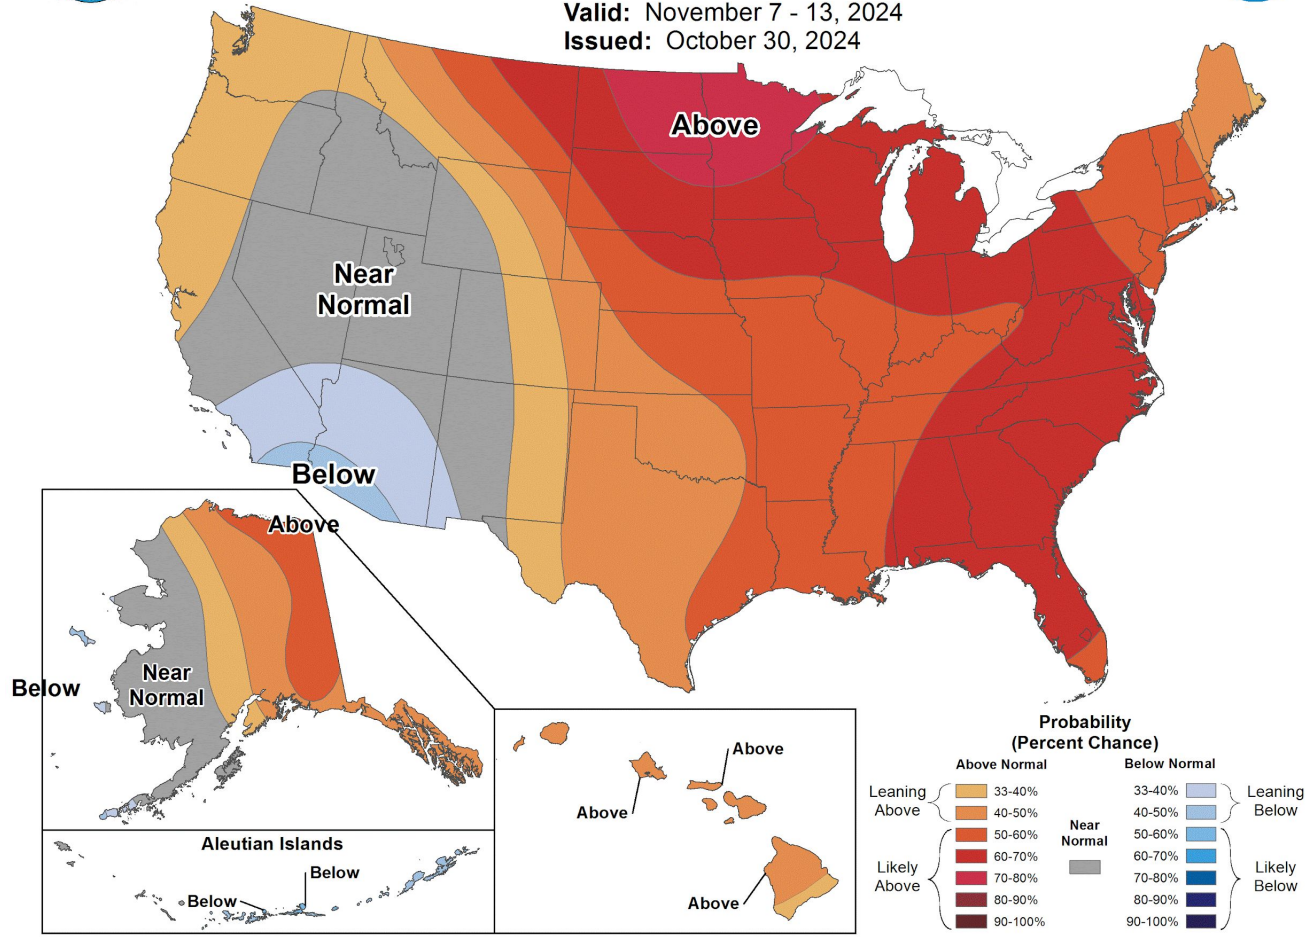 Valid: November 7 - 13, 2024
Issued: October 30, 2024
Above
Near
Normal
Below
Above
Near
Normal
Below
Aleutian Islands
Below
Below
Above
Above
Above
Probability
(Percent Chance)
Above Normal
Below Normal
Leaning
Above
33-40%
40-50%
Likely
Above
50-60%
60-70%
70-80%
80-90%
90-100%
Near
Normal
33-40%
40-50%
Leaning
Below
50-60%
60-70%
70-80%
80-90%
90-100%
Likely
Below